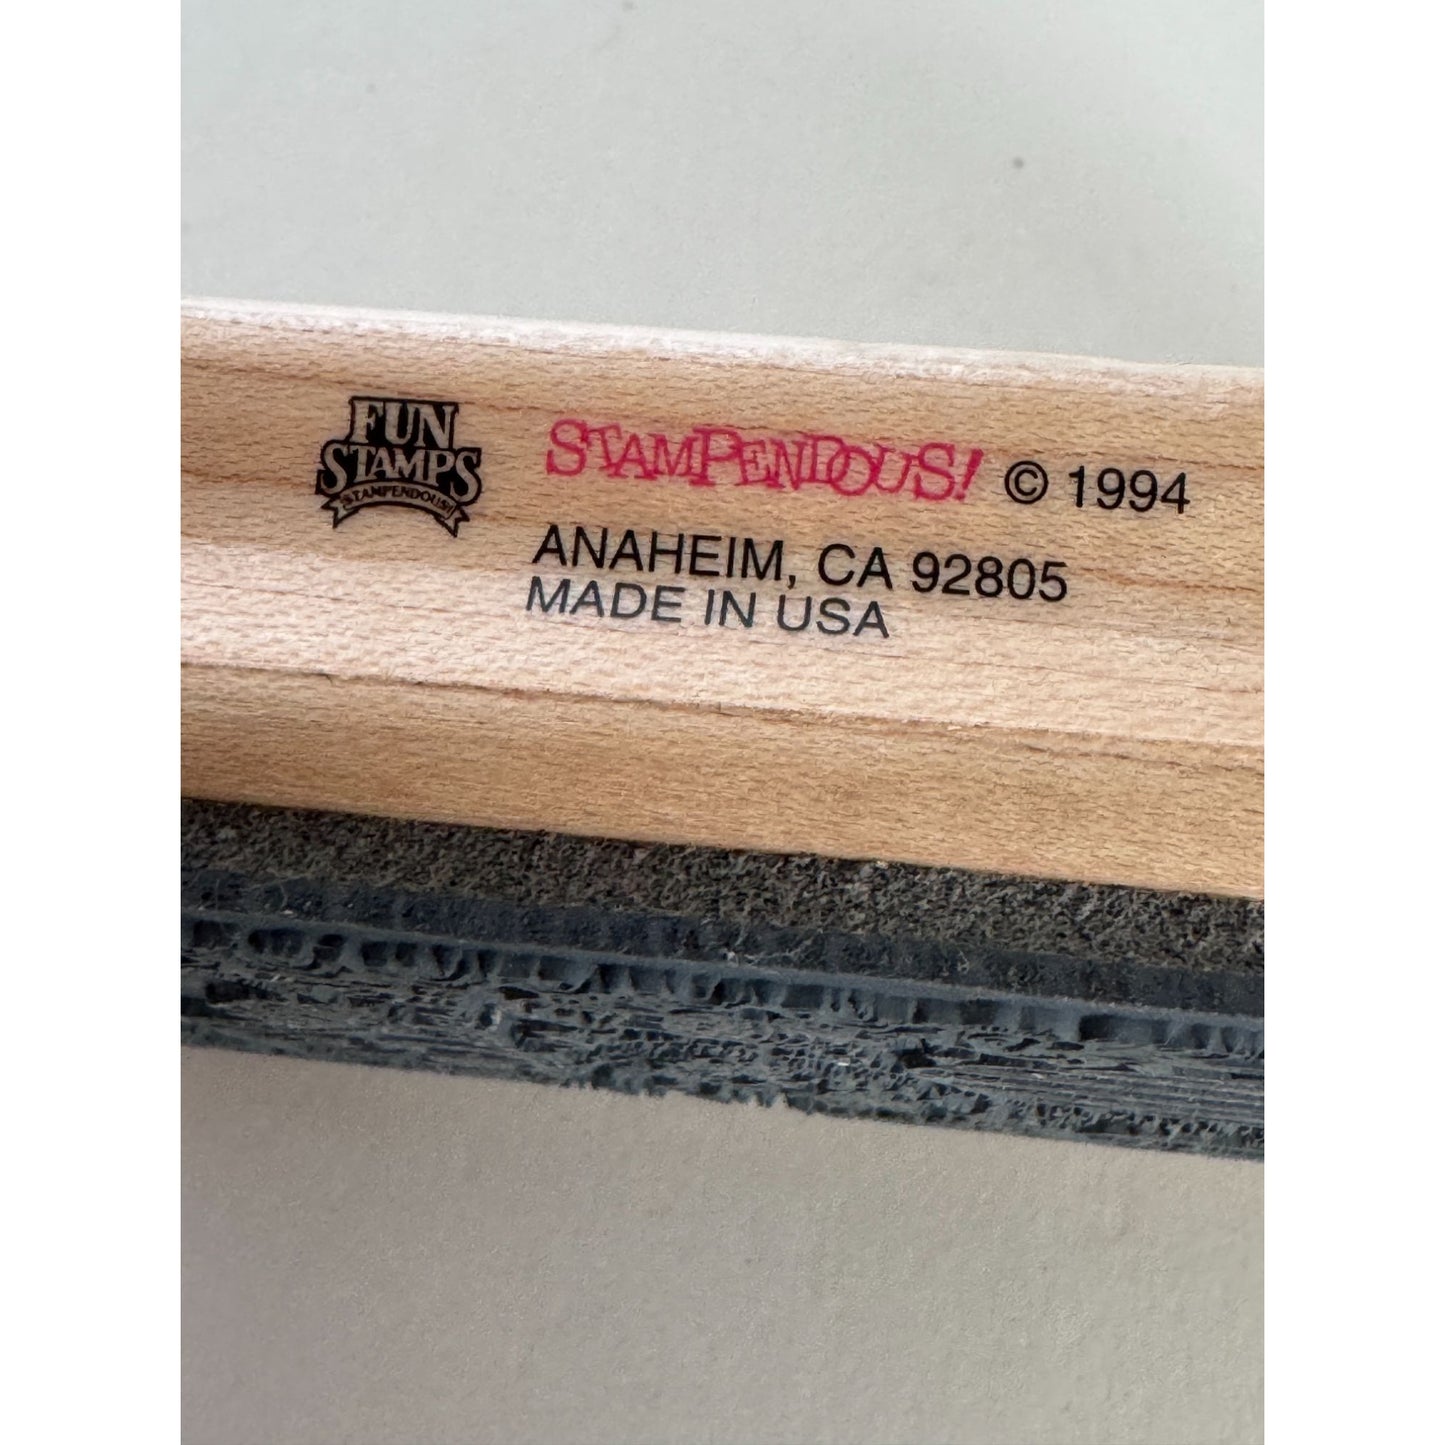 FUN
STAMPS
STAMPENDOUS!
STAMPENDOUS! © 1994
ANAHEIM, CA 92805
MADE IN USA